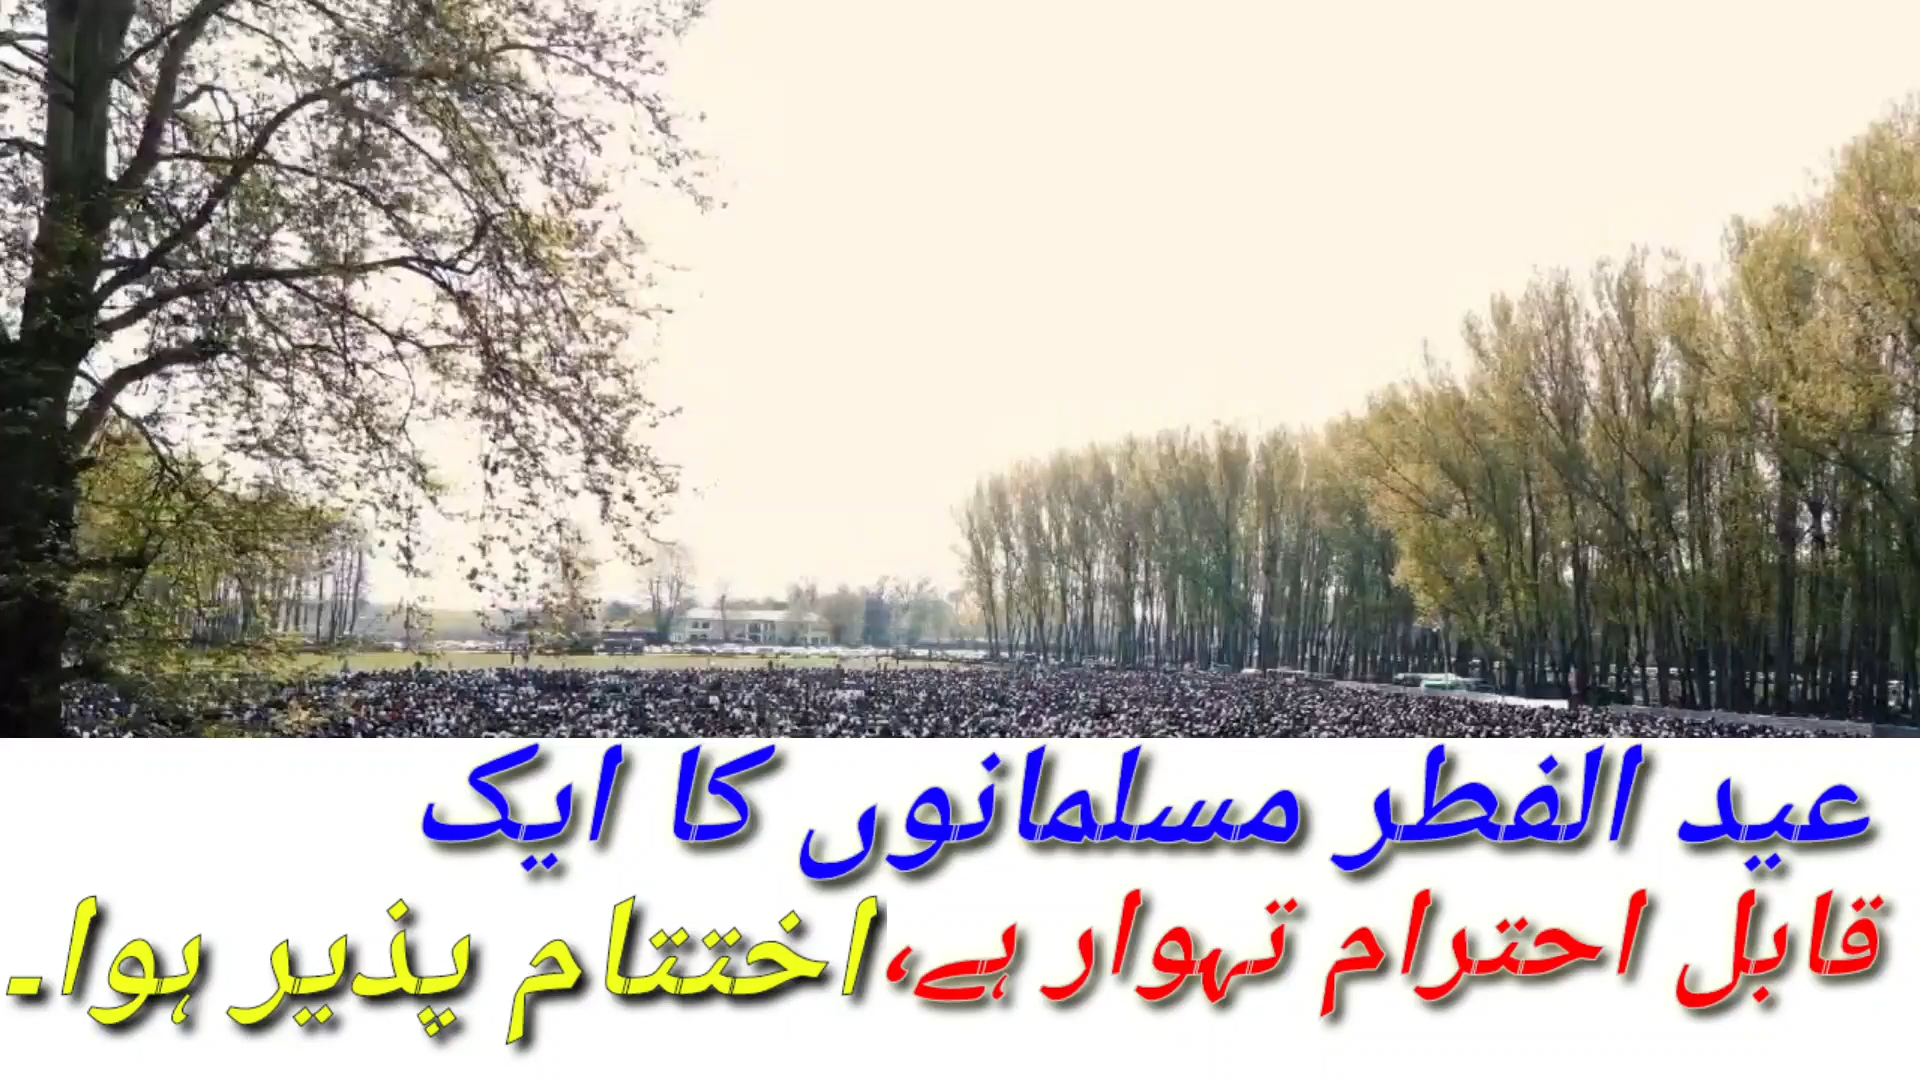 عید الفطر مسلمانوں کا ایک
قابل احترام تہوار ہے، اختتام پذیر ہوا۔